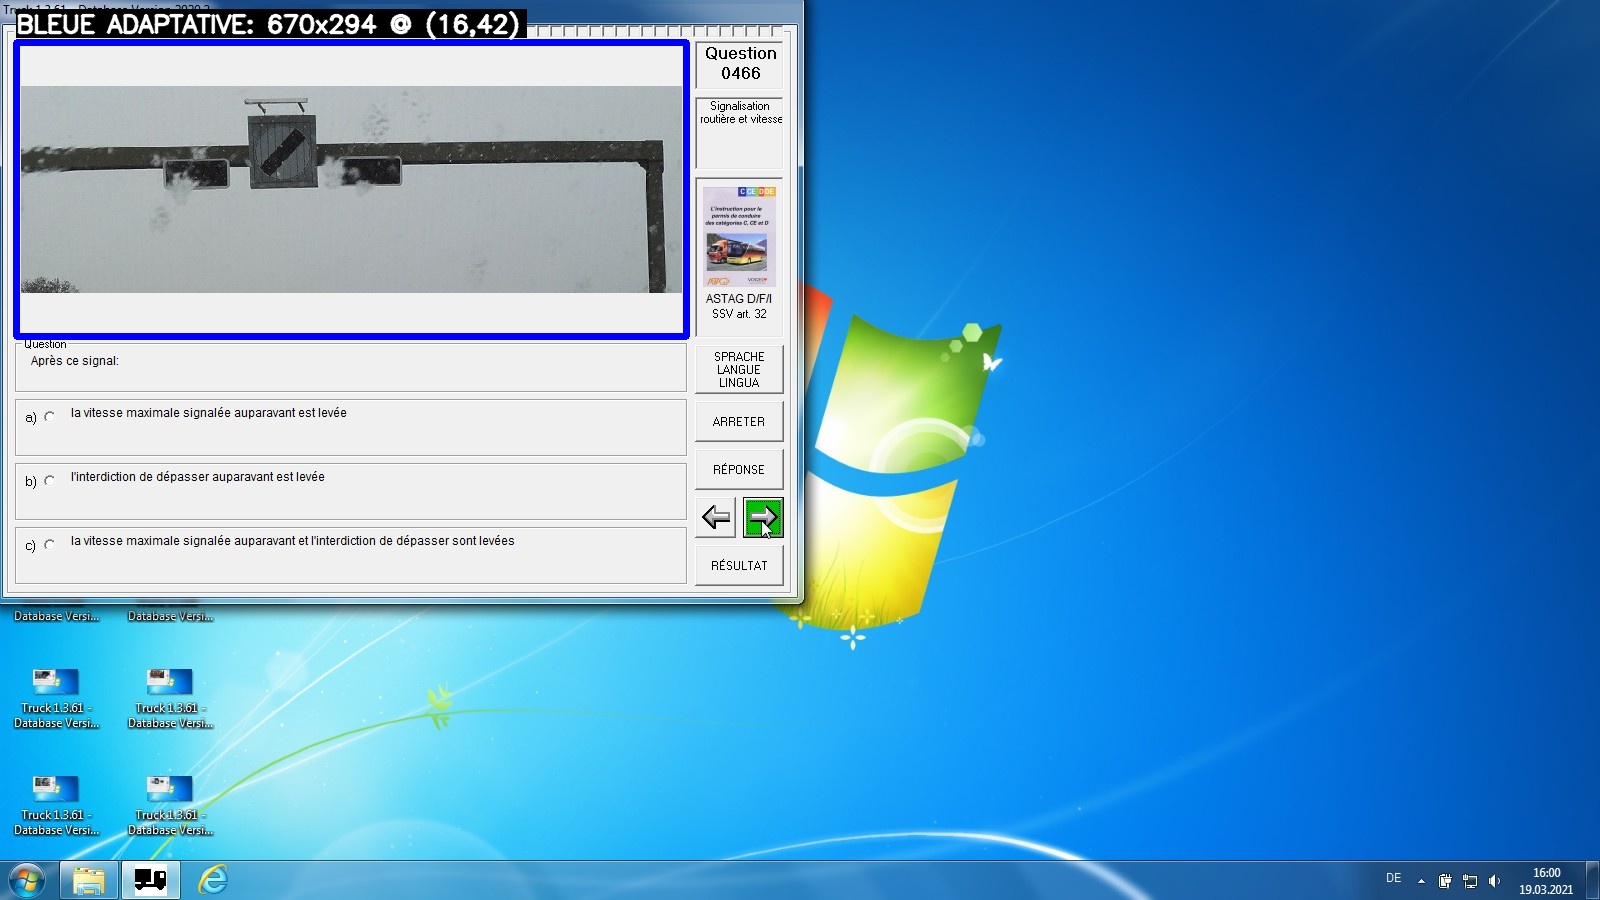 BLEUE ADAPTATIVE: 670x294 @ (16,42)
Question
0466
Signalisation
routière et vitesse
C CE D DE
L'instruction pour le
permis de conduire
des catégories C, CE et D
ASTAG D/F/I
SSV art. 32
Question
Après ce signal:
a) la vitesse maximale signalée auparavant est levée
b) l'interdiction de dépasser auparavant est levée
c) la vitesse maximale signalée auparavant et l'interdiction de dépasser sont levées
SPRACHE
LANGUE
LINGUA
ARRETER
RÉPONSE
RÉSULTAT
Database Versi...
Database Versi...
Truck 1.3.61 -
Database Versi...
Truck 1.3.61 -
Database Versi...
Truck 1.3.61 -
Database Versi...
Truck 1.3.61 -
Database Versi...
DE
16:00
19.03.2021